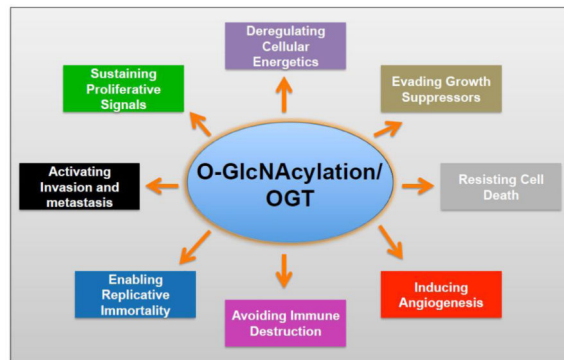 Deregulating
Cellular
Energetics
Sustaining
Proliferative
Signals
Evading Growth
Suppressors
O-GlcNAcylation/
OGT
Activating
Invasion and
metastasis
Resisting Cell
Death
Enabling
Replicative
Immortality
Avoiding Immune
Destruction
Inducing
Angiogenesis